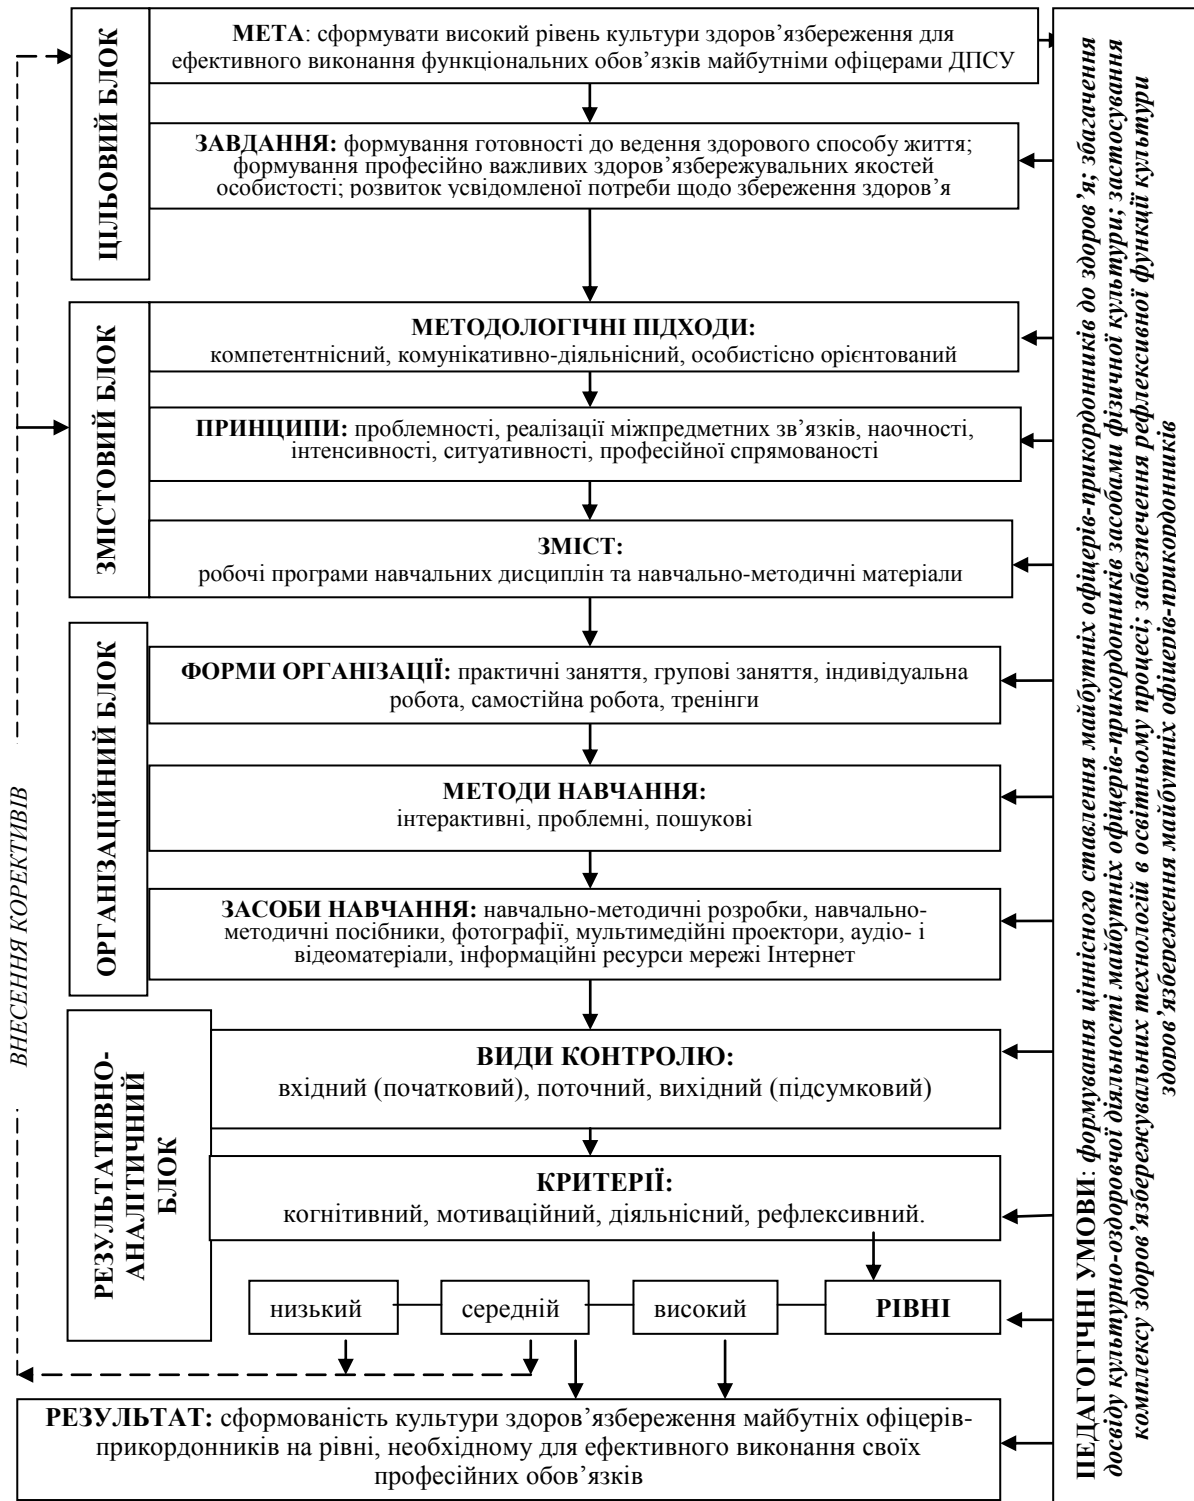 ЦІЛЬОВИЙ БЛОК
МЕТА: сформувати високий рівень культури здоров’язбереження для
ефективного виконання функціональних обов’язків майбутніми офіцерами ДПСУ
ЗАВДАННЯ: формування готовності до ведення здорового способу життя;
формування професійно важливих здоров’язбережувальних якостей
особистості; розвиток усвідомленої потреби щодо збереження здоров’я
ЗМІСТОВИЙ БЛОК
МЕТОДОЛОГІЧНІ ПІДХОДИ:
компетентнісний, комунікативно-діяльнісний, особистісно орієнтований
ПРИНЦИПИ: проблемності, реалізації міжпредметних зв’язків, наочності,
інтенсивності, ситуативності, професійної спрямованості
ЗМІСТ:
робочі програми навчальних дисциплін та навчально-методичні матеріали
ОРГАНІЗАЦІЙНИЙ БЛОК
ФОРМИ ОРГАНІЗАЦІЇ: практичні заняття, групові заняття, індивідуальна
робота, самостійна робота, тренінги
МЕТОДИ НАВЧАННЯ:
інтерактивні, проблемні, пошукові
ЗАСОБИ НАВЧАННЯ: навчально-методичні розробки, навчально-
методичні посібники, фотографії, мультимедійні проектори, аудіо- і
відеоматеріали, інформаційні ресурси мережі Інтернет
РЕЗУЛЬТАТИВНО-
АНАЛІТИЧНИЙ
БЛОК
ВИДИ КОНТРОЛЮ:
вхідний (початковий), поточний, вихідний (підсумковий)
КРИТЕРІЇ:
когнітивний, мотиваційний, діяльнісний, рефлексивний.
низький
середній
високий
РІВНІ
РЕЗУЛЬТАТ: сформованість культури здоров’язбереження майбутніх офіцерів-
прикордонників на рівні, необхідному для ефективного виконання своїх
професійних обов’язків
ВНЕСЕННЯ КОРЕКТИВІВ
ПЕДАГОГІЧНІ УМОВИ: формування ціннісного ставлення майбутніх офіцерів-прикордонників до здоров’я; збагачення
досвіду культурно-оздоровчої діяльності майбутніх офіцерів-прикордонників засобами фізичної культури; застосування
комплексу здоров’язбережувальних технологій в освітньому процесі; забезпечення рефлексивної функції культури
здоров’язбереження майбутніх офіцерів-прикордонників